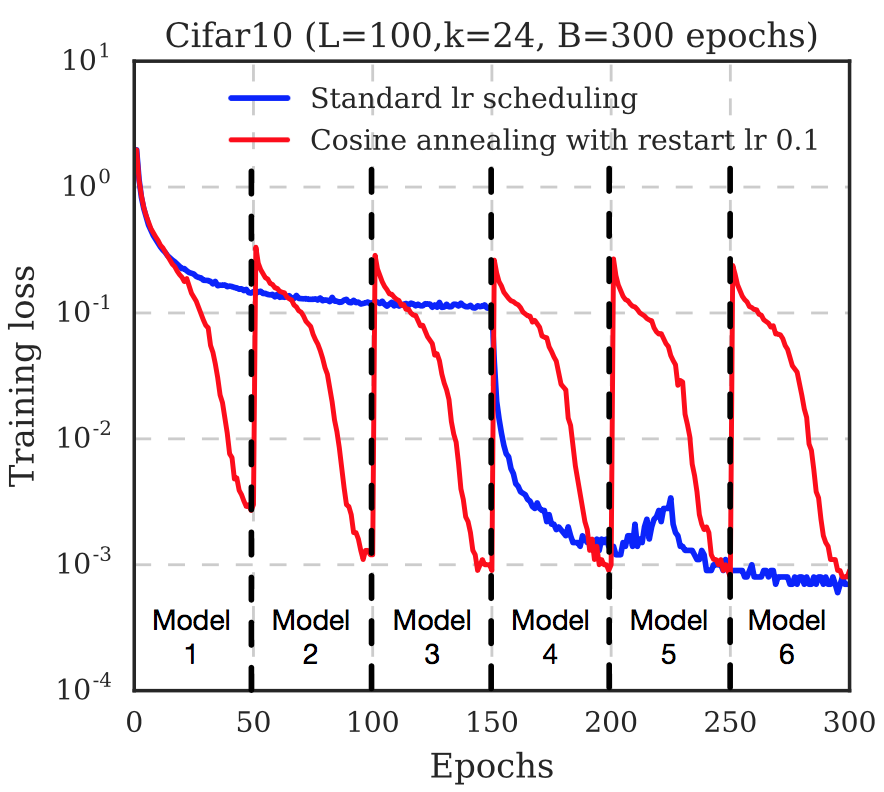 Cifar10 (L=100,k=24, B=300 epochs)
Standard lr scheduling
Cosine annealing with restart lr 0.1
Training loss
10^1
10^0
10^-1
10^-2
10^-3
10^-4
Model 1
Model 2
Model 3
Model 4
Model 5
Model 6
0 50 100 150 200 250 300
Epochs